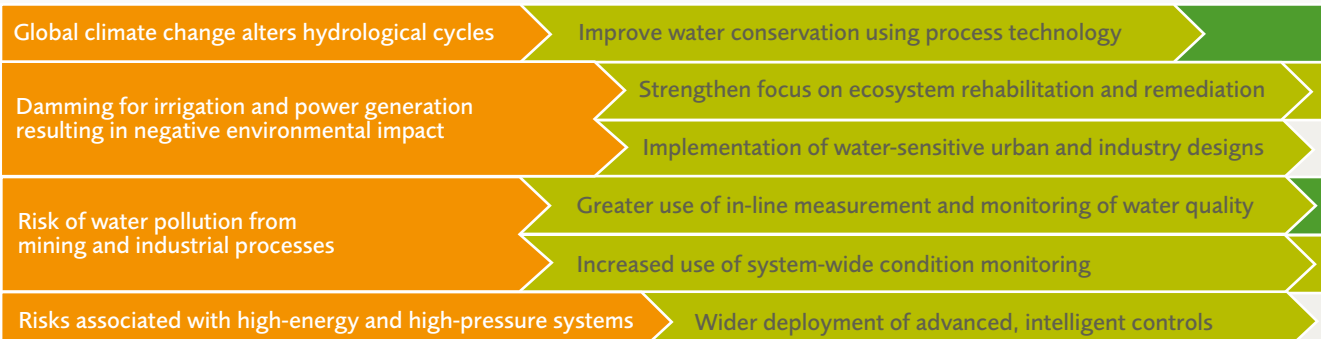 Global climate change alters hydrological cycles
Improve water conservation using process technology
Damming for irrigation and power generation
resulting in negative environmental impact
Strengthen focus on ecosystem rehabilitation and remediation
Implementation of water-sensitive urban and industry designs
Risk of water pollution from
mining and industrial processes
Greater use of in-line measurement and monitoring of water quality
Increased use of system-wide condition monitoring
Risks associated with high-energy and high-pressure systems
Wider deployment of advanced, intelligent controls